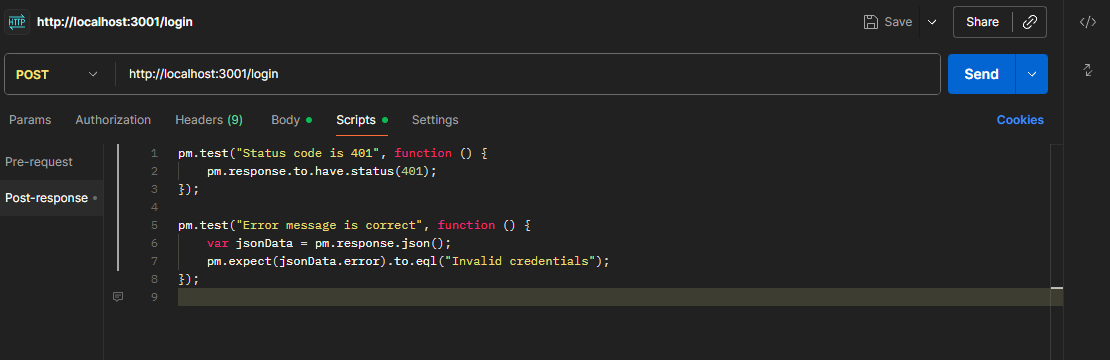 HTTP http://localhost:3001/login Save Share </>
POST http://localhost:3001/login Send
Params Authorization Headers (9) Body Scripts Settings Cookies
Pre-request
Post-response
1 pm.test("Status code is 401", function () {
2 pm.response.to.have.status(401);
3 });
4
5 pm.test("Error message is correct", function () {
6 var jsonData = pm.response.json();
7 pm.expect(jsonData.error).to.eql("Invalid credentials");
8 });
9